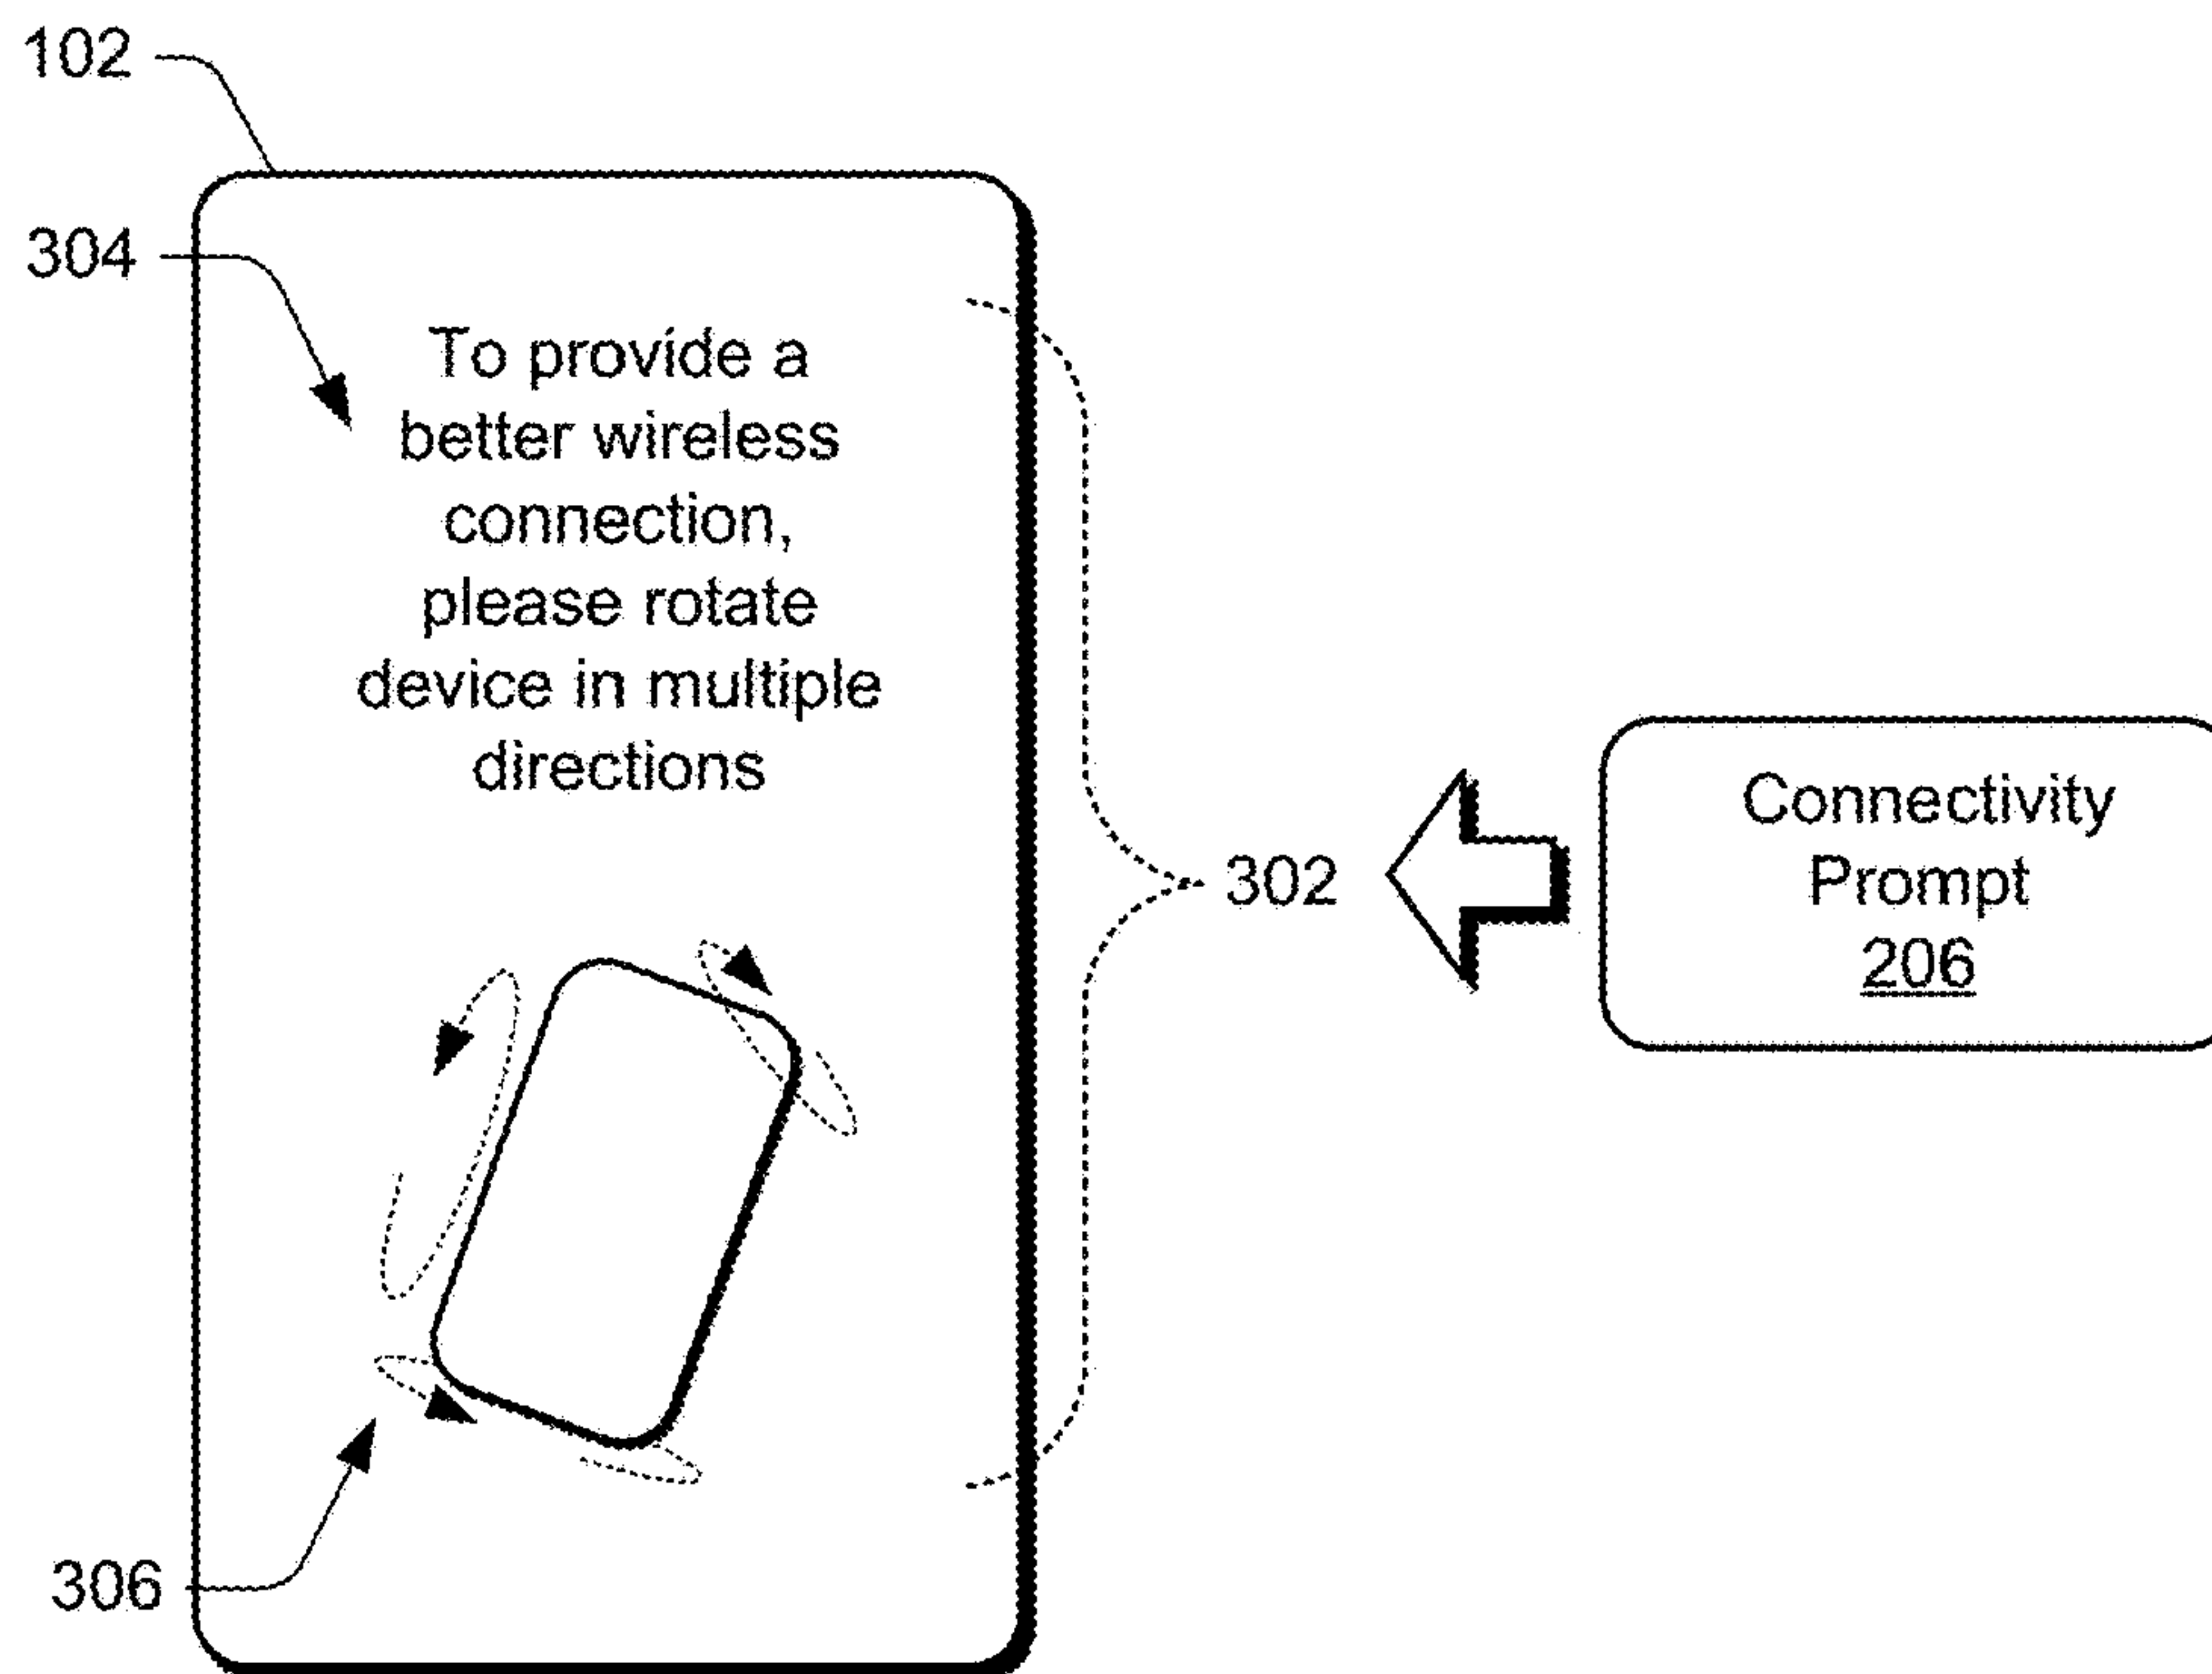 102
304
To provide a
better wireless
connection,
please rotate
device in multiple
directions
302
Connectivity
Prompt
206
306